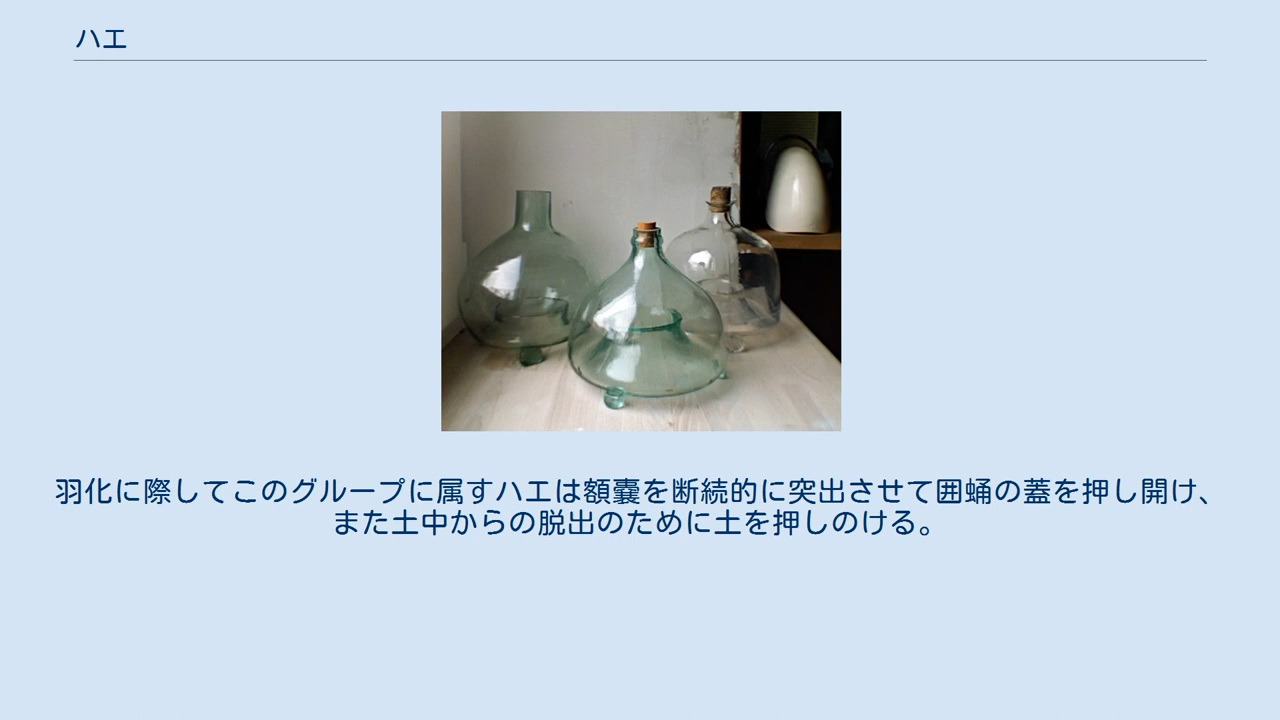 ハエ
羽化に際してこのグループに属すハエは額嚢を断続的に突出させて囲蛹の蓋を押し開け、
また土中からの脱出のために土を押しのける。